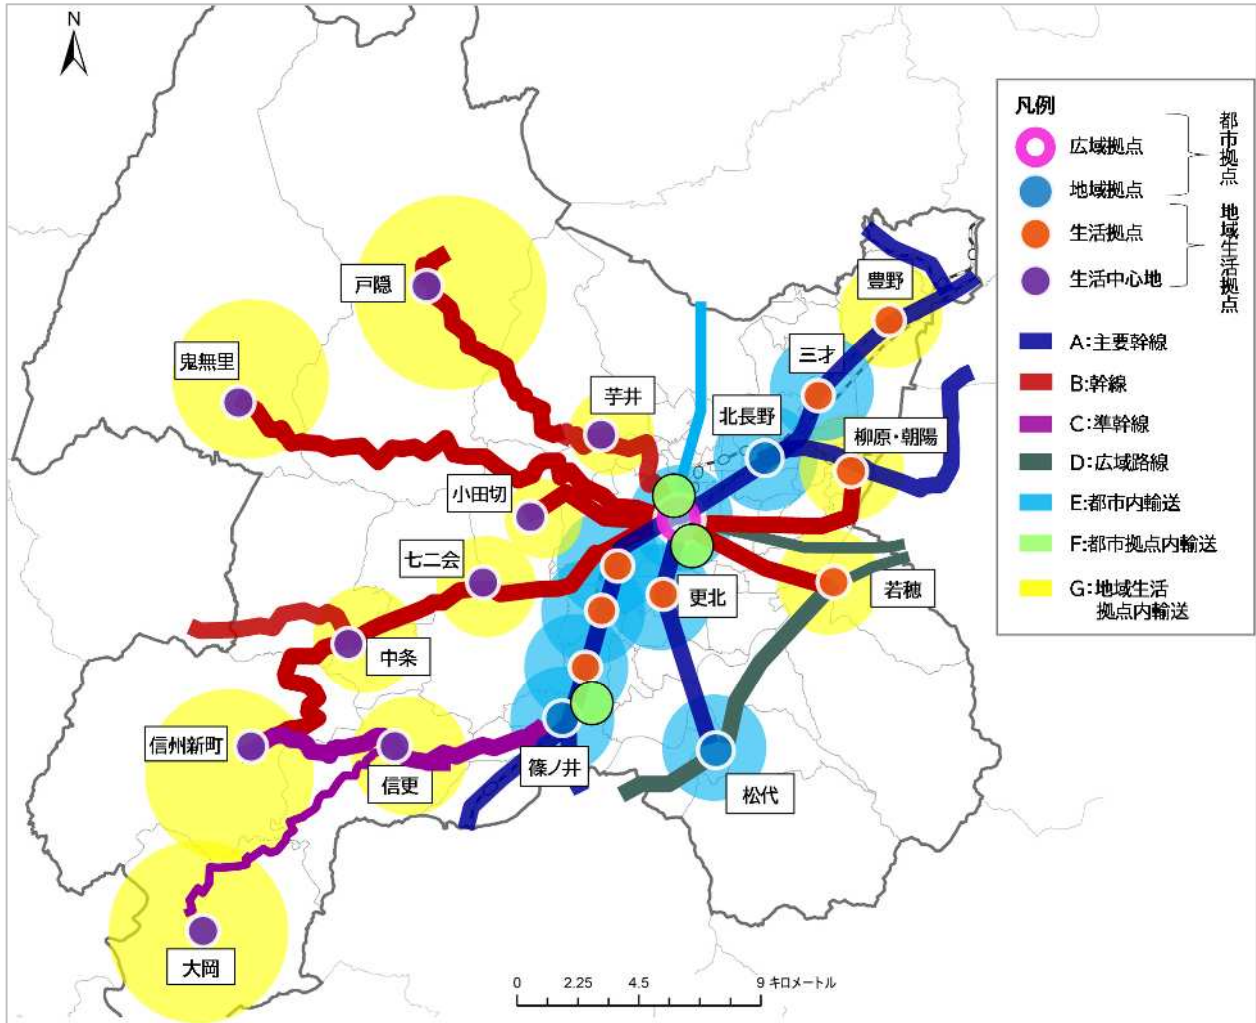 N
凡例
広域拠点
地域拠点
都市拠点
生活拠点
生活中心地
地域生活拠点
A:主要幹線
B:幹線
C:準幹線
D:広域路線
E:都市内輸送
F:都市拠点内輸送
G:地域生活
拠点内輸送
戸隠
豊野
三才
鬼無里
芋井
北長野
柳原・朝陽
小田切
七二会
更北
若穂
中条
信州新町
信更
篠ノ井
松代
大岡
0 2.25 4.5 9 キロメートル